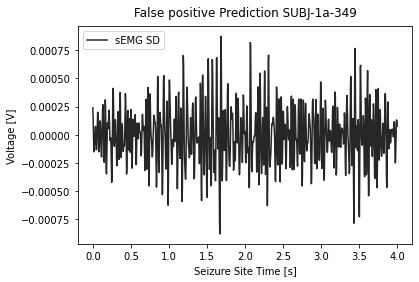 False positive Prediction SUBJ-1a-349
sEMG SD
0.00075
0.00050
0.00025
0.00000
−0.00025
−0.00050
−0.00075
Voltage [V]
0.0 0.5 1.0 1.5 2.0 2.5 3.0 3.5 4.0
Seizure Site Time [s]